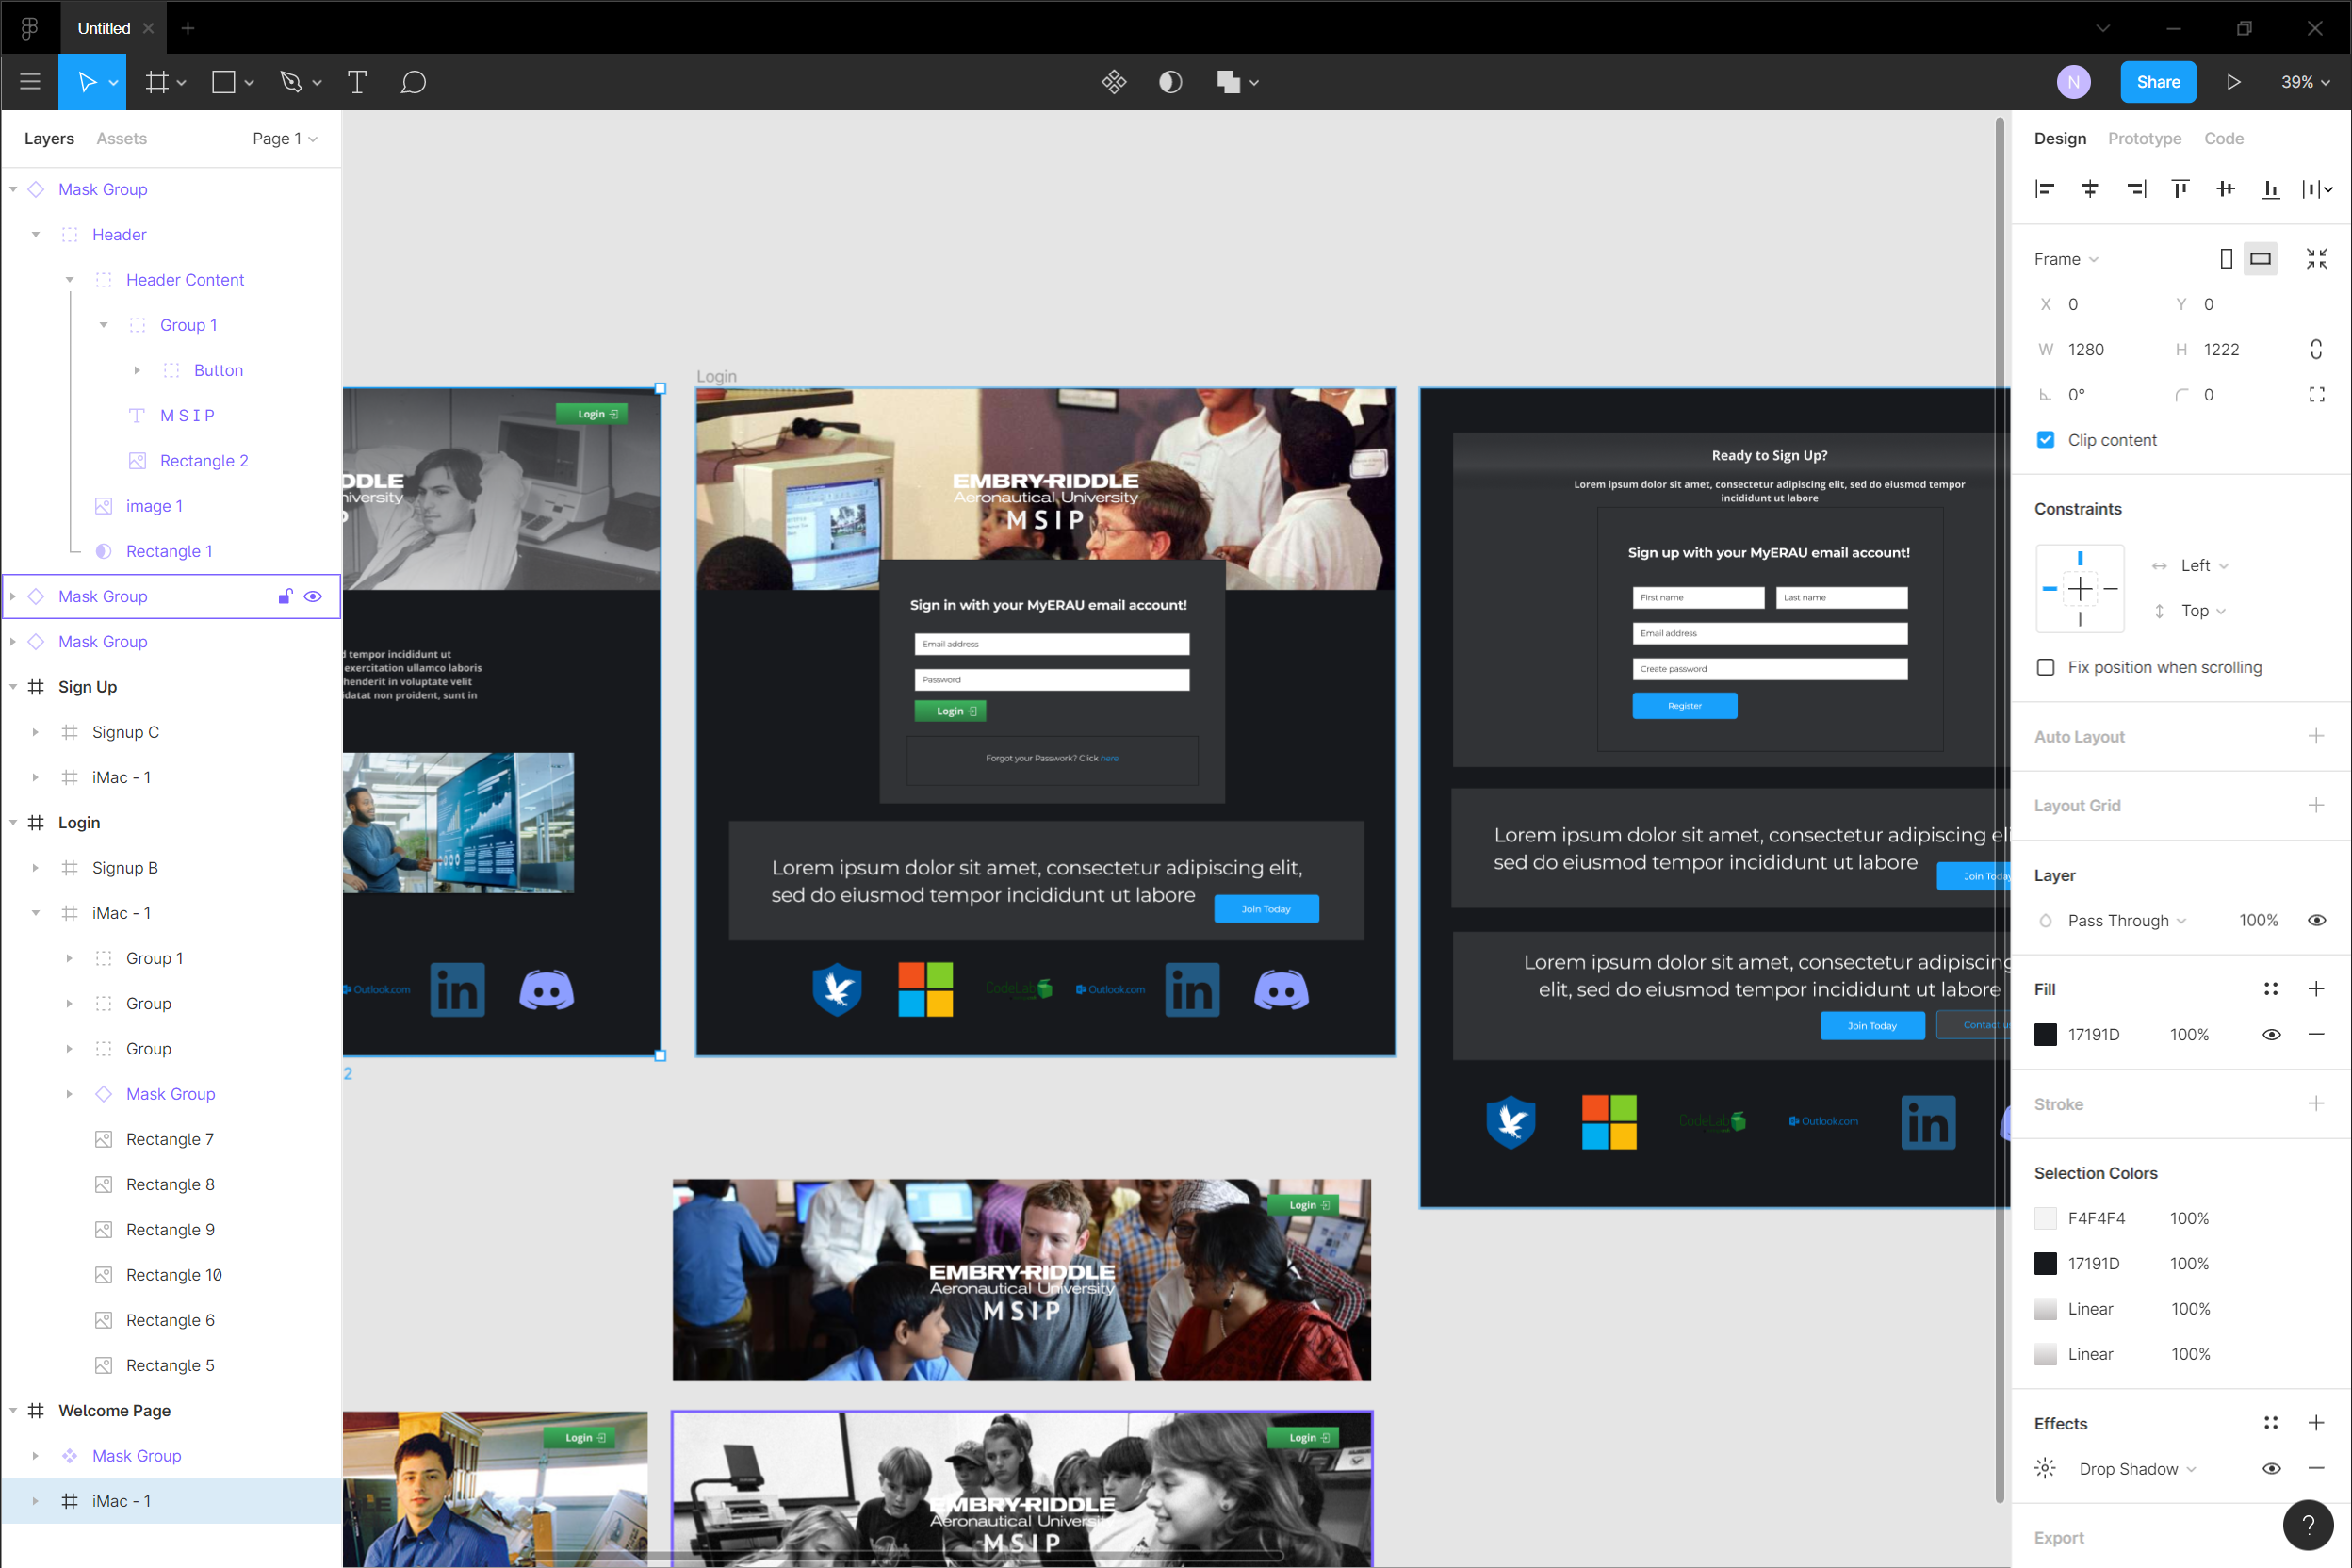 Untitled
N
Share
39%
Layers
Assets
Page 1
Mask Group
Header
Header Content
Group 1
Button
M S I P
Rectangle 2
image 1
Rectangle 1
Mask Group
Mask Group
Sign Up
Signup C
iMac - 1
Login
Signup B
iMac - 1
Group 1
Group
Group
Mask Group
Rectangle 7
Rectangle 8
Rectangle 9
Rectangle 10
Rectangle 6
Rectangle 5
Welcome Page
Mask Group
iMac - 1
Login
DDLE
niversity
tempor incididunt ut
exercitation ullamco laboris
henderit in voluptate velit
idatat non proident, sunt in
Outlook.com
in
2
Login
EMBRY-RIDDLE
Aeronautical University
MSIP
Sign in with your MyERAU email account!
Email address
Password
Login
Forgot your Passwork? Click here
Lorem ipsum dolor sit amet, consectetur adipiscing elit,
sed do eiusmod tempor incididunt ut labore
Join Today
CodeLab
Outlook.com
in
Ready to Sign Up?
Lorem ipsum dolor sit amet, consectetur adipiscing elit, sed do eiusmod tempor
incididunt ut labore
Sign up with your MyERAU email account!
First name
Last name
Email address
Create password
Register
Lorem ipsum dolor sit amet, consectetur adipiscing eli
sed do eiusmod tempor incididunt ut labore
Join Today
Lorem ipsum dolor sit amet, consectetur adipiscing
elit, sed do eiusmod tempor incididunt ut labore
Join Today
Contact u
CodeLab
Outlook.com
in
Login
EMBRY-RIDDLE
Aeronautical University
MSIP
Login
Login
EMBRY-RIDDLE
Aeronautical University
MSIP
Design
Prototype
Code
Frame
X 0
Y 0
W 1280
H 1222
0°
0
Clip content
Constraints
Left
Top
Fix position when scrolling
Auto Layout
Layout Grid
Layer
Pass Through
100%
Fill
17191D
100%
Stroke
Selection Colors
F4F4F4
100%
17191D
100%
Linear
100%
Linear
100%
Effects
Drop Shadow
Export
?